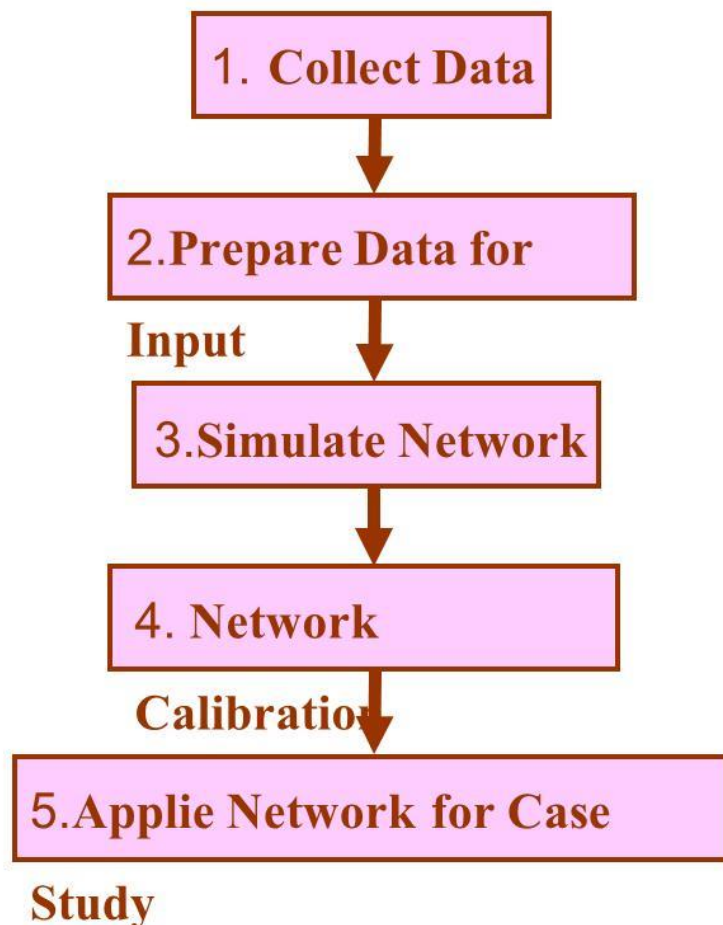 1. Collect Data
2.Prepare Data for
Input
3.Simulate Network
4. Network
Calibration
5.Applie Network for Case
Study